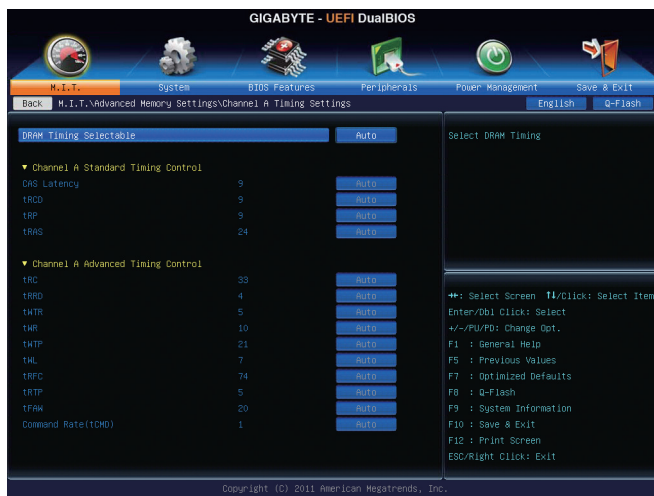 GIGABYTE - UEFI DualBIOS
M.I.T. System BIOS Features Peripherals Power Management Save & Exit
Back M.I.T.\Advanced Memory Settings\Channel A Timing Settings English Q-Flash
DRAM Timing Selectable Auto
▼ Channel A Standard Timing Control
CAS Latency 9 Auto
tRCD 9 Auto
tRP 9 Auto
tRAS 24 Auto
▼ Channel A Advanced Timing Control
tRC 33 Auto
tRRD 4 Auto
tWTR 5 Auto
tWR 10 Auto
tWTP 21 Auto
tWL 7 Auto
tRFC 74 Auto
tRTP 5 Auto
tFAW 20 Auto
Command Rate(tCMD) 1 Auto
Select DRAM Timing
→←: Select Screen ↑↓/Click: Select Item
Enter/Dbl Click: Select
+/-/PU/PD: Change Opt.
F1 : General Help
F5 : Previous Values
F7 : Optimized Defaults
F8 : Q-Flash
F9 : System Information
F10 : Save & Exit
F12 : Print Screen
ESC/Right Click: Exit
Copyright (C) 2011 American Megatrends, Inc.